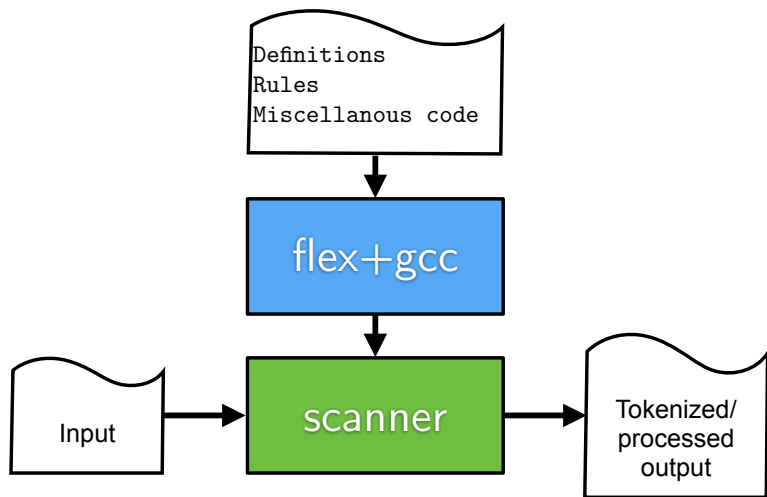 Definitions
Rules
Miscellanous code
flex+gcc
Input
scanner
Tokenized/
processed
output